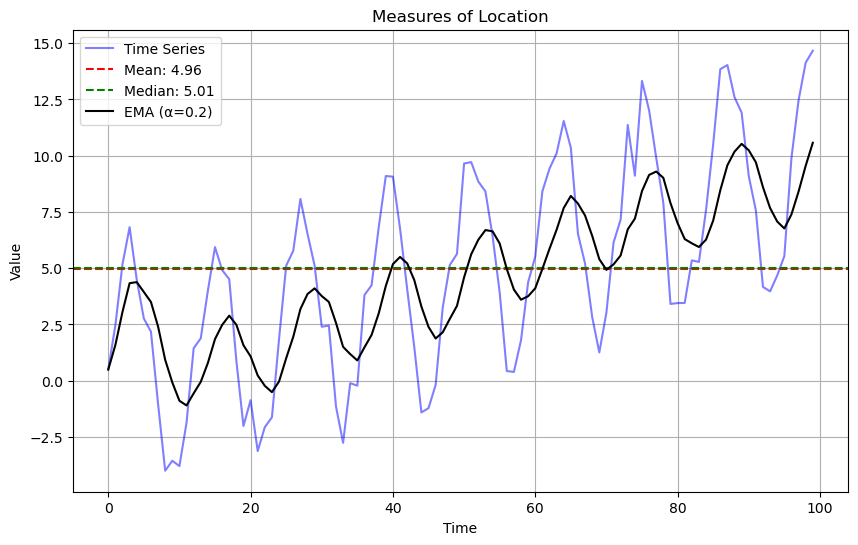 Measures of Location
Time Series
Mean: 4.96
Median: 5.01
EMA (α=0.2)
15.0
12.5
10.0
7.5
5.0
2.5
0.0
−2.5
Value
0 20 40 60 80 100
Time